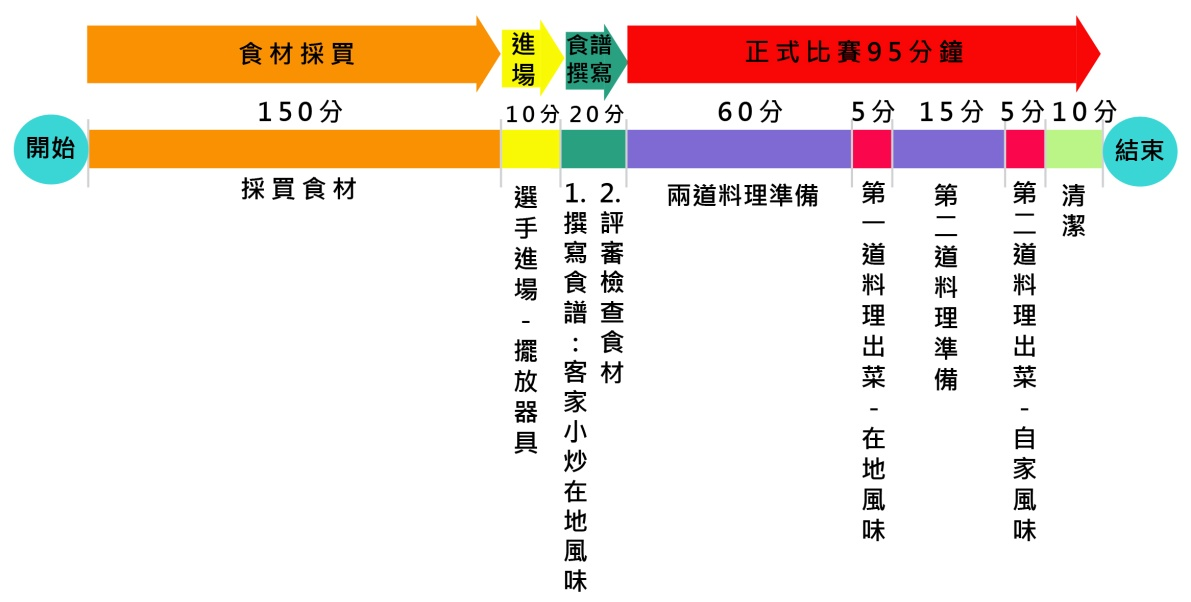 食材採買
進場
食譜撰寫
正式比賽95分鐘
150分
10分
20分
60分
5分
15分
5分
10分
開始
結束
採買食材
選手進場-擺放器具
1.撰寫食譜:客家小炒在地風味
2.評審檢查食材
兩道料理準備
第一道料理出菜-在地風味
第二道料理準備
第二道料理出菜-自家風味
清潔